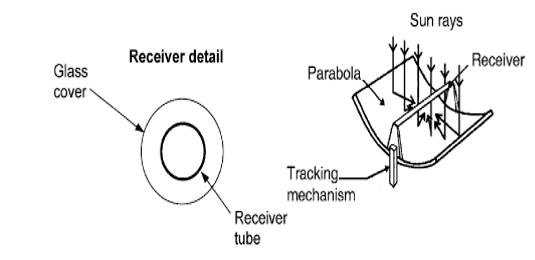 Receiver detail
Glass
cover
Receiver
tube
Sun rays
Receiver
Parabola
Tracking
mechanism